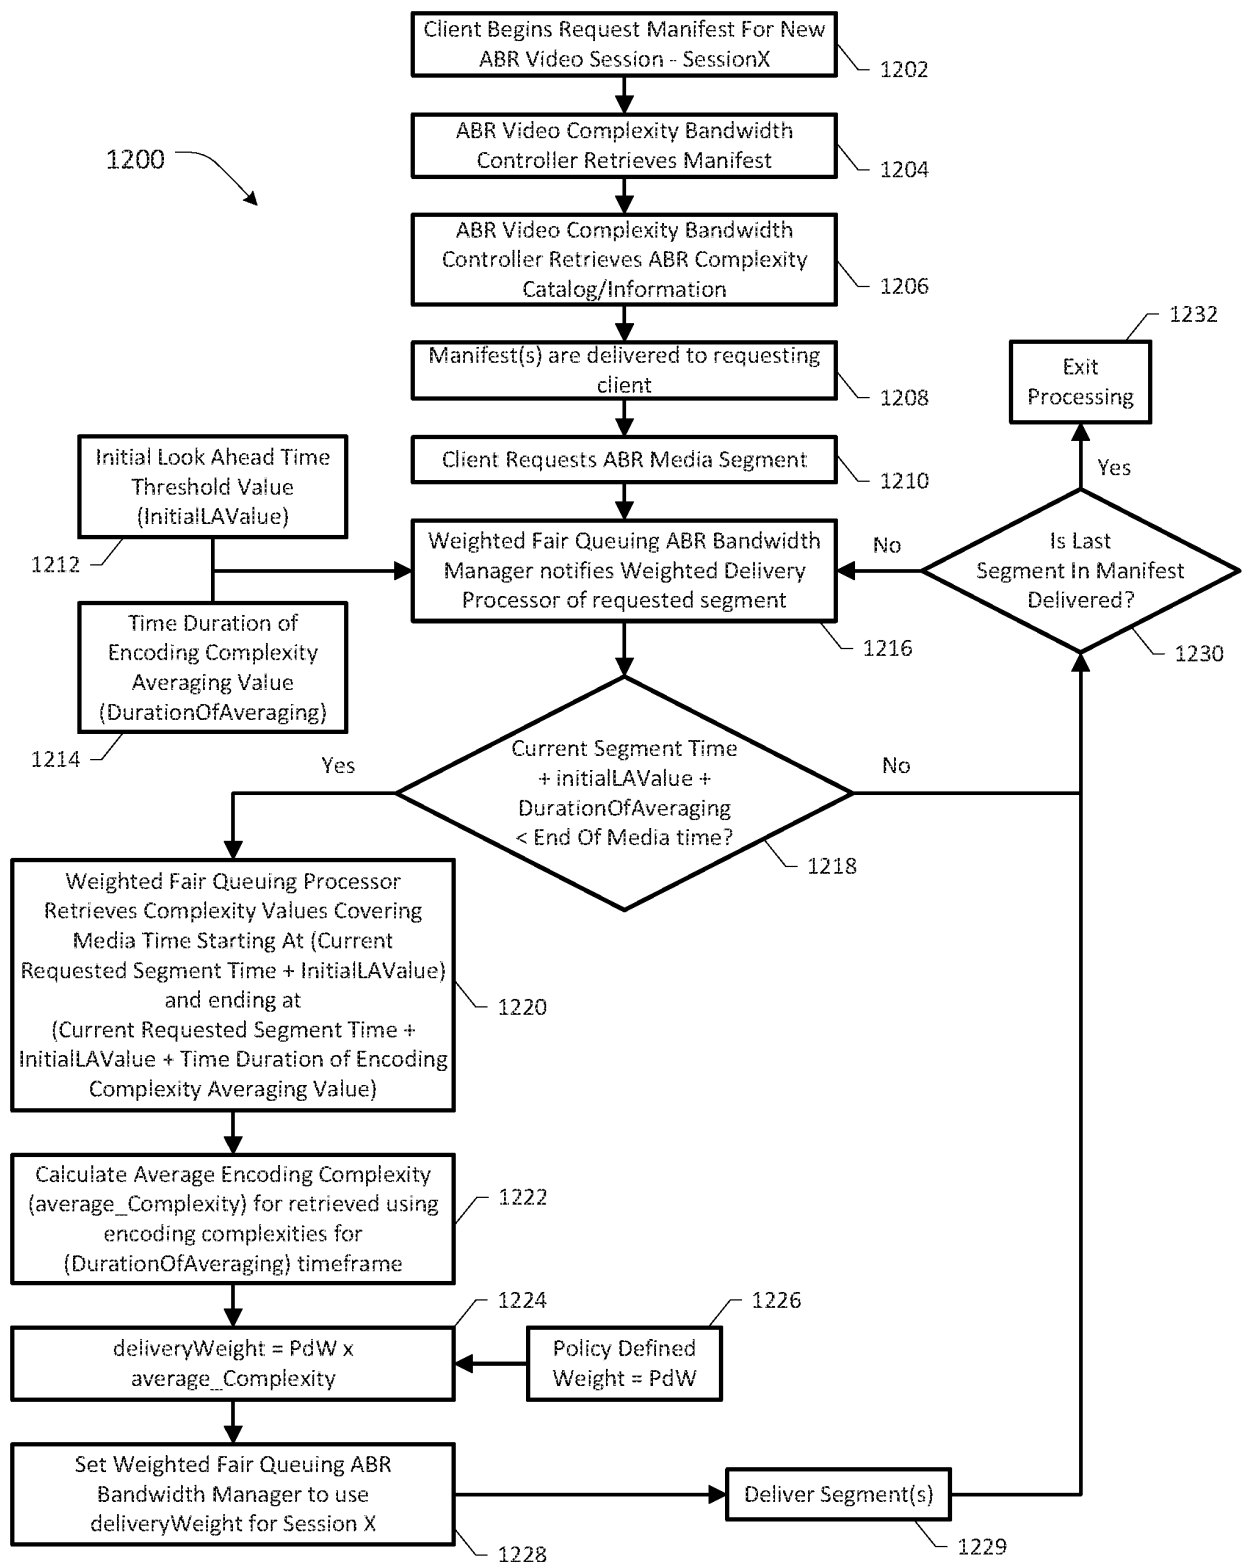 Client Begins Request Manifest For New
ABR Video Session - SessionX
1202
ABR Video Complexity Bandwidth
Controller Retrieves Manifest
1204
1200
ABR Video Complexity Bandwidth
Controller Retrieves ABR Complexity
Catalog/Information
1206
Manifest(s) are delivered to requesting
client
1208
1232
Exit
Processing
Client Requests ABR Media Segment
1210
Yes
Initial Look Ahead Time
Threshold Value
(InitialLAValue)
1212
Weighted Fair Queuing ABR Bandwidth
Manager notifies Weighted Delivery
Processor of requested segment
1216
No
Is Last
Segment In Manifest
Delivered?
1230
Time Duration of
Encoding Complexity
Averaging Value
(DurationOfAveraging)
1214
Yes
Current Segment Time
+ initialLAValue +
DurationOfAveraging
< End Of Media time?
No
1218
Weighted Fair Queuing Processor
Retrieves Complexity Values Covering
Media Time Starting At (Current
Requested Segment Time + InitialLAValue)
and ending at
(Current Requested Segment Time +
InitialLAValue + Time Duration of Encoding
Complexity Averaging Value)
1220
Calculate Average Encoding Complexity
(average_Complexity) for retrieved using
encoding complexities for
(DurationOfAveraging) timeframe
1222
1224
deliveryWeight = PdW x
average_Complexity
1226
Policy Defined
Weight = PdW
Set Weighted Fair Queuing ABR
Bandwidth Manager to use
deliveryWeight for Session X
1228
Deliver Segment(s)
1229